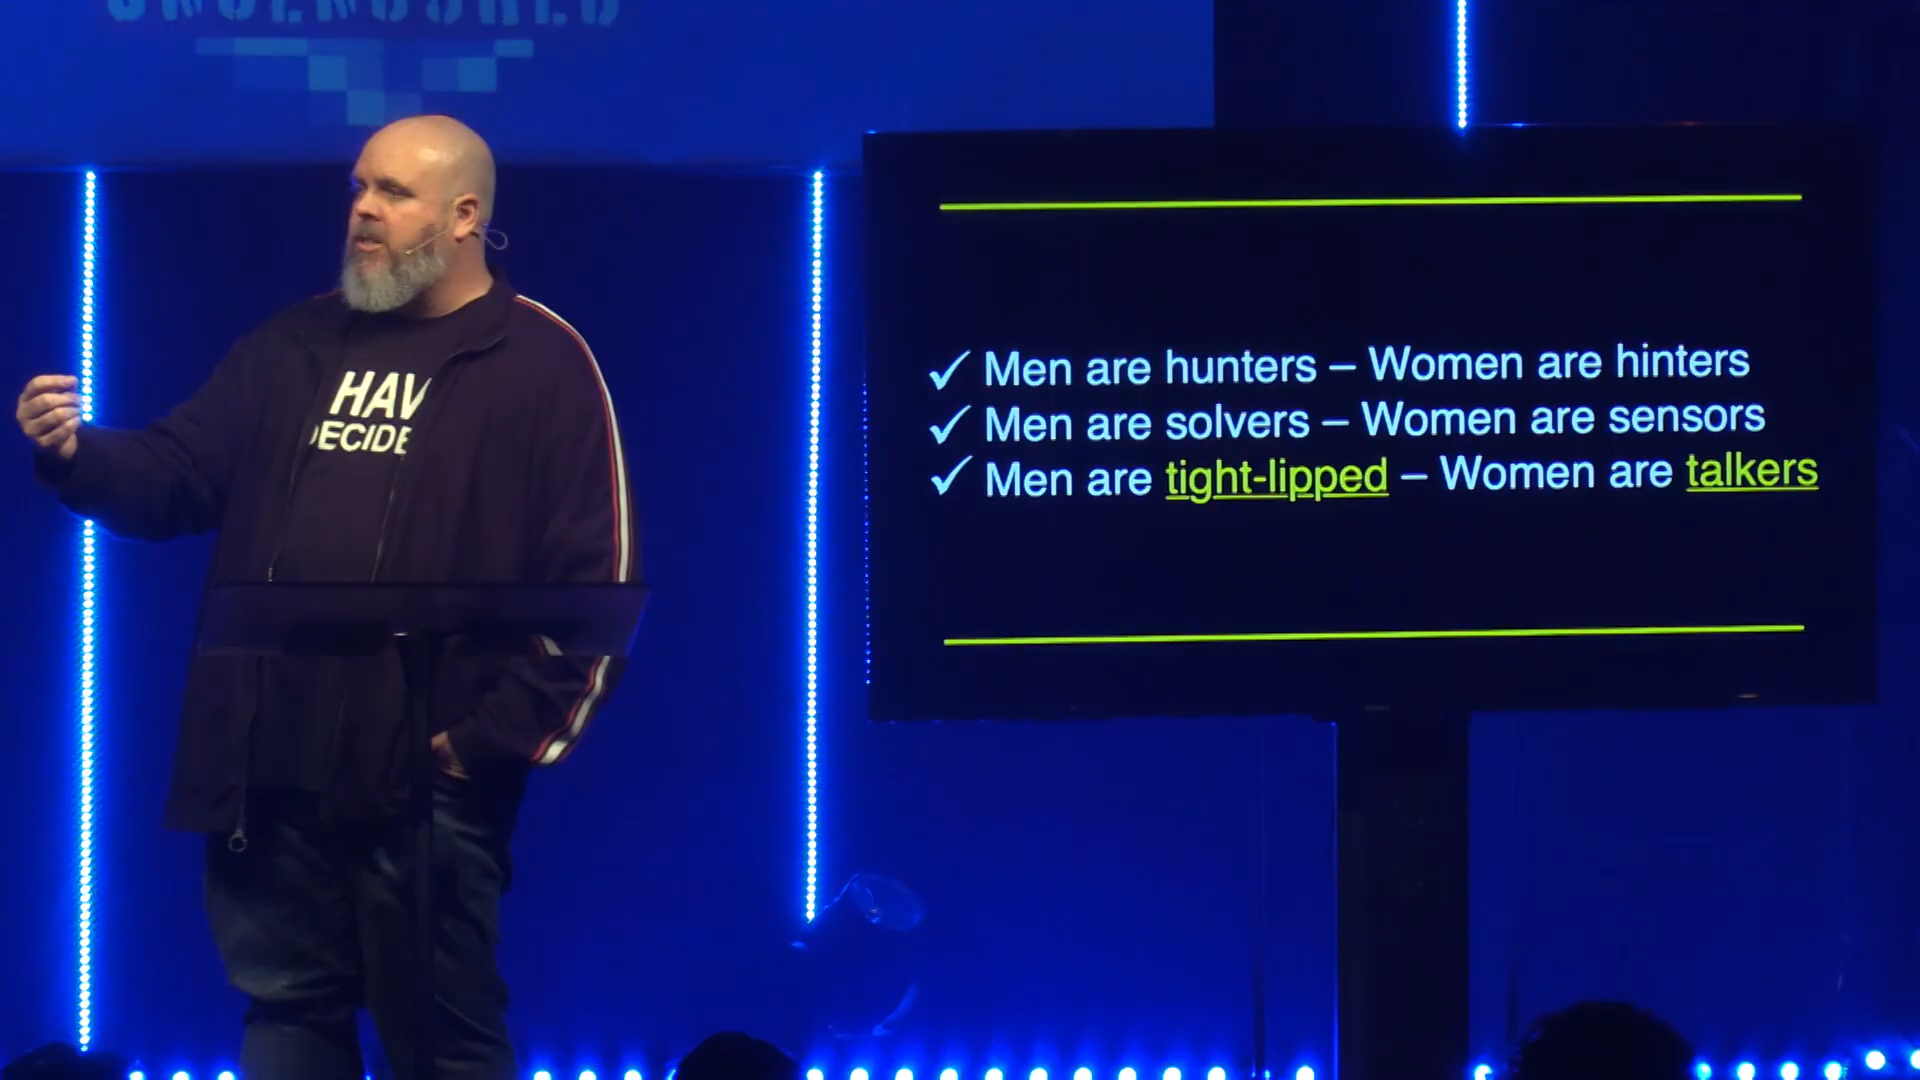 HAV
DECIDE
✓ Men are hunters – Women are hinters
✓ Men are solvers – Women are sensors
✓ Men are tight-lipped – Women are talkers